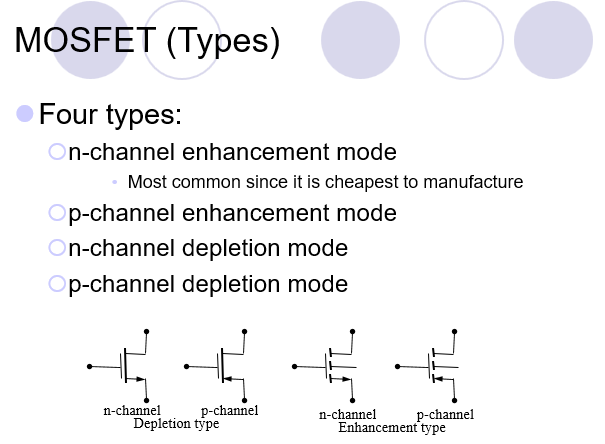 MOSFET (Types)
Four types:
n-channel enhancement mode
Most common since it is cheapest to manufacture
p-channel enhancement mode
n-channel depletion mode
p-channel depletion mode
n-channel p-channel
Depletion type
n-channel p-channel
Enhancement type